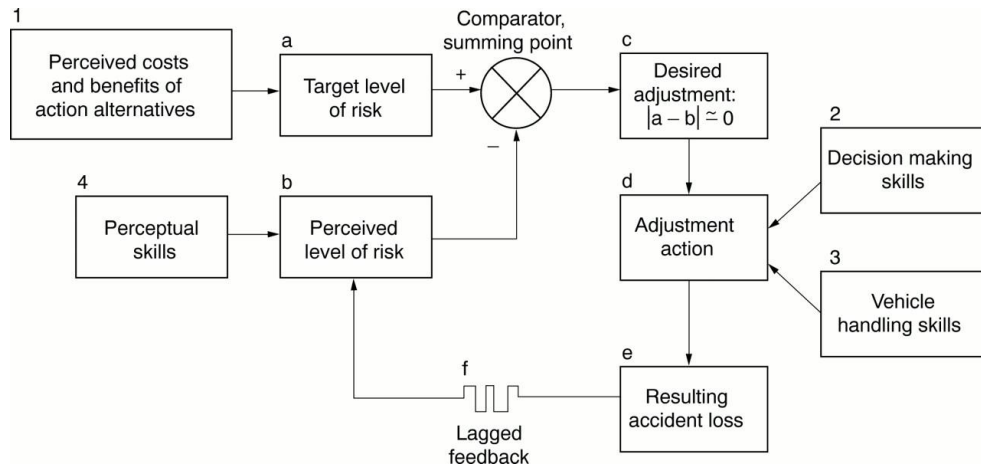 1
Perceived costs
and benefits of
action alternatives
a
Target level
of risk
+
Comparator,
summing point
−
c
Desired
adjustment:
|a − b| ≃ 0
2
Decision making
skills
4
Perceptual
skills
b
Perceived
level of risk
d
Adjustment
action
3
Vehicle
handling skills
e
Resulting
accident loss
f
Lagged
feedback